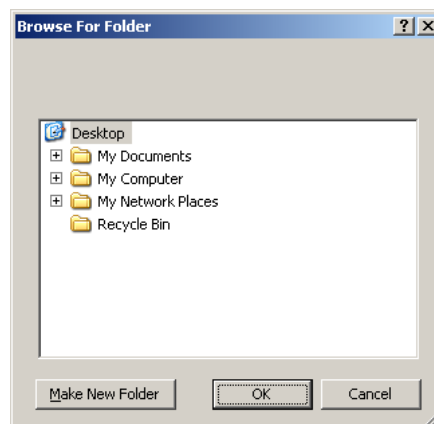 Browse For Folder
Desktop
My Documents
My Computer
My Network Places
Recycle Bin
Make New Folder OK Cancel